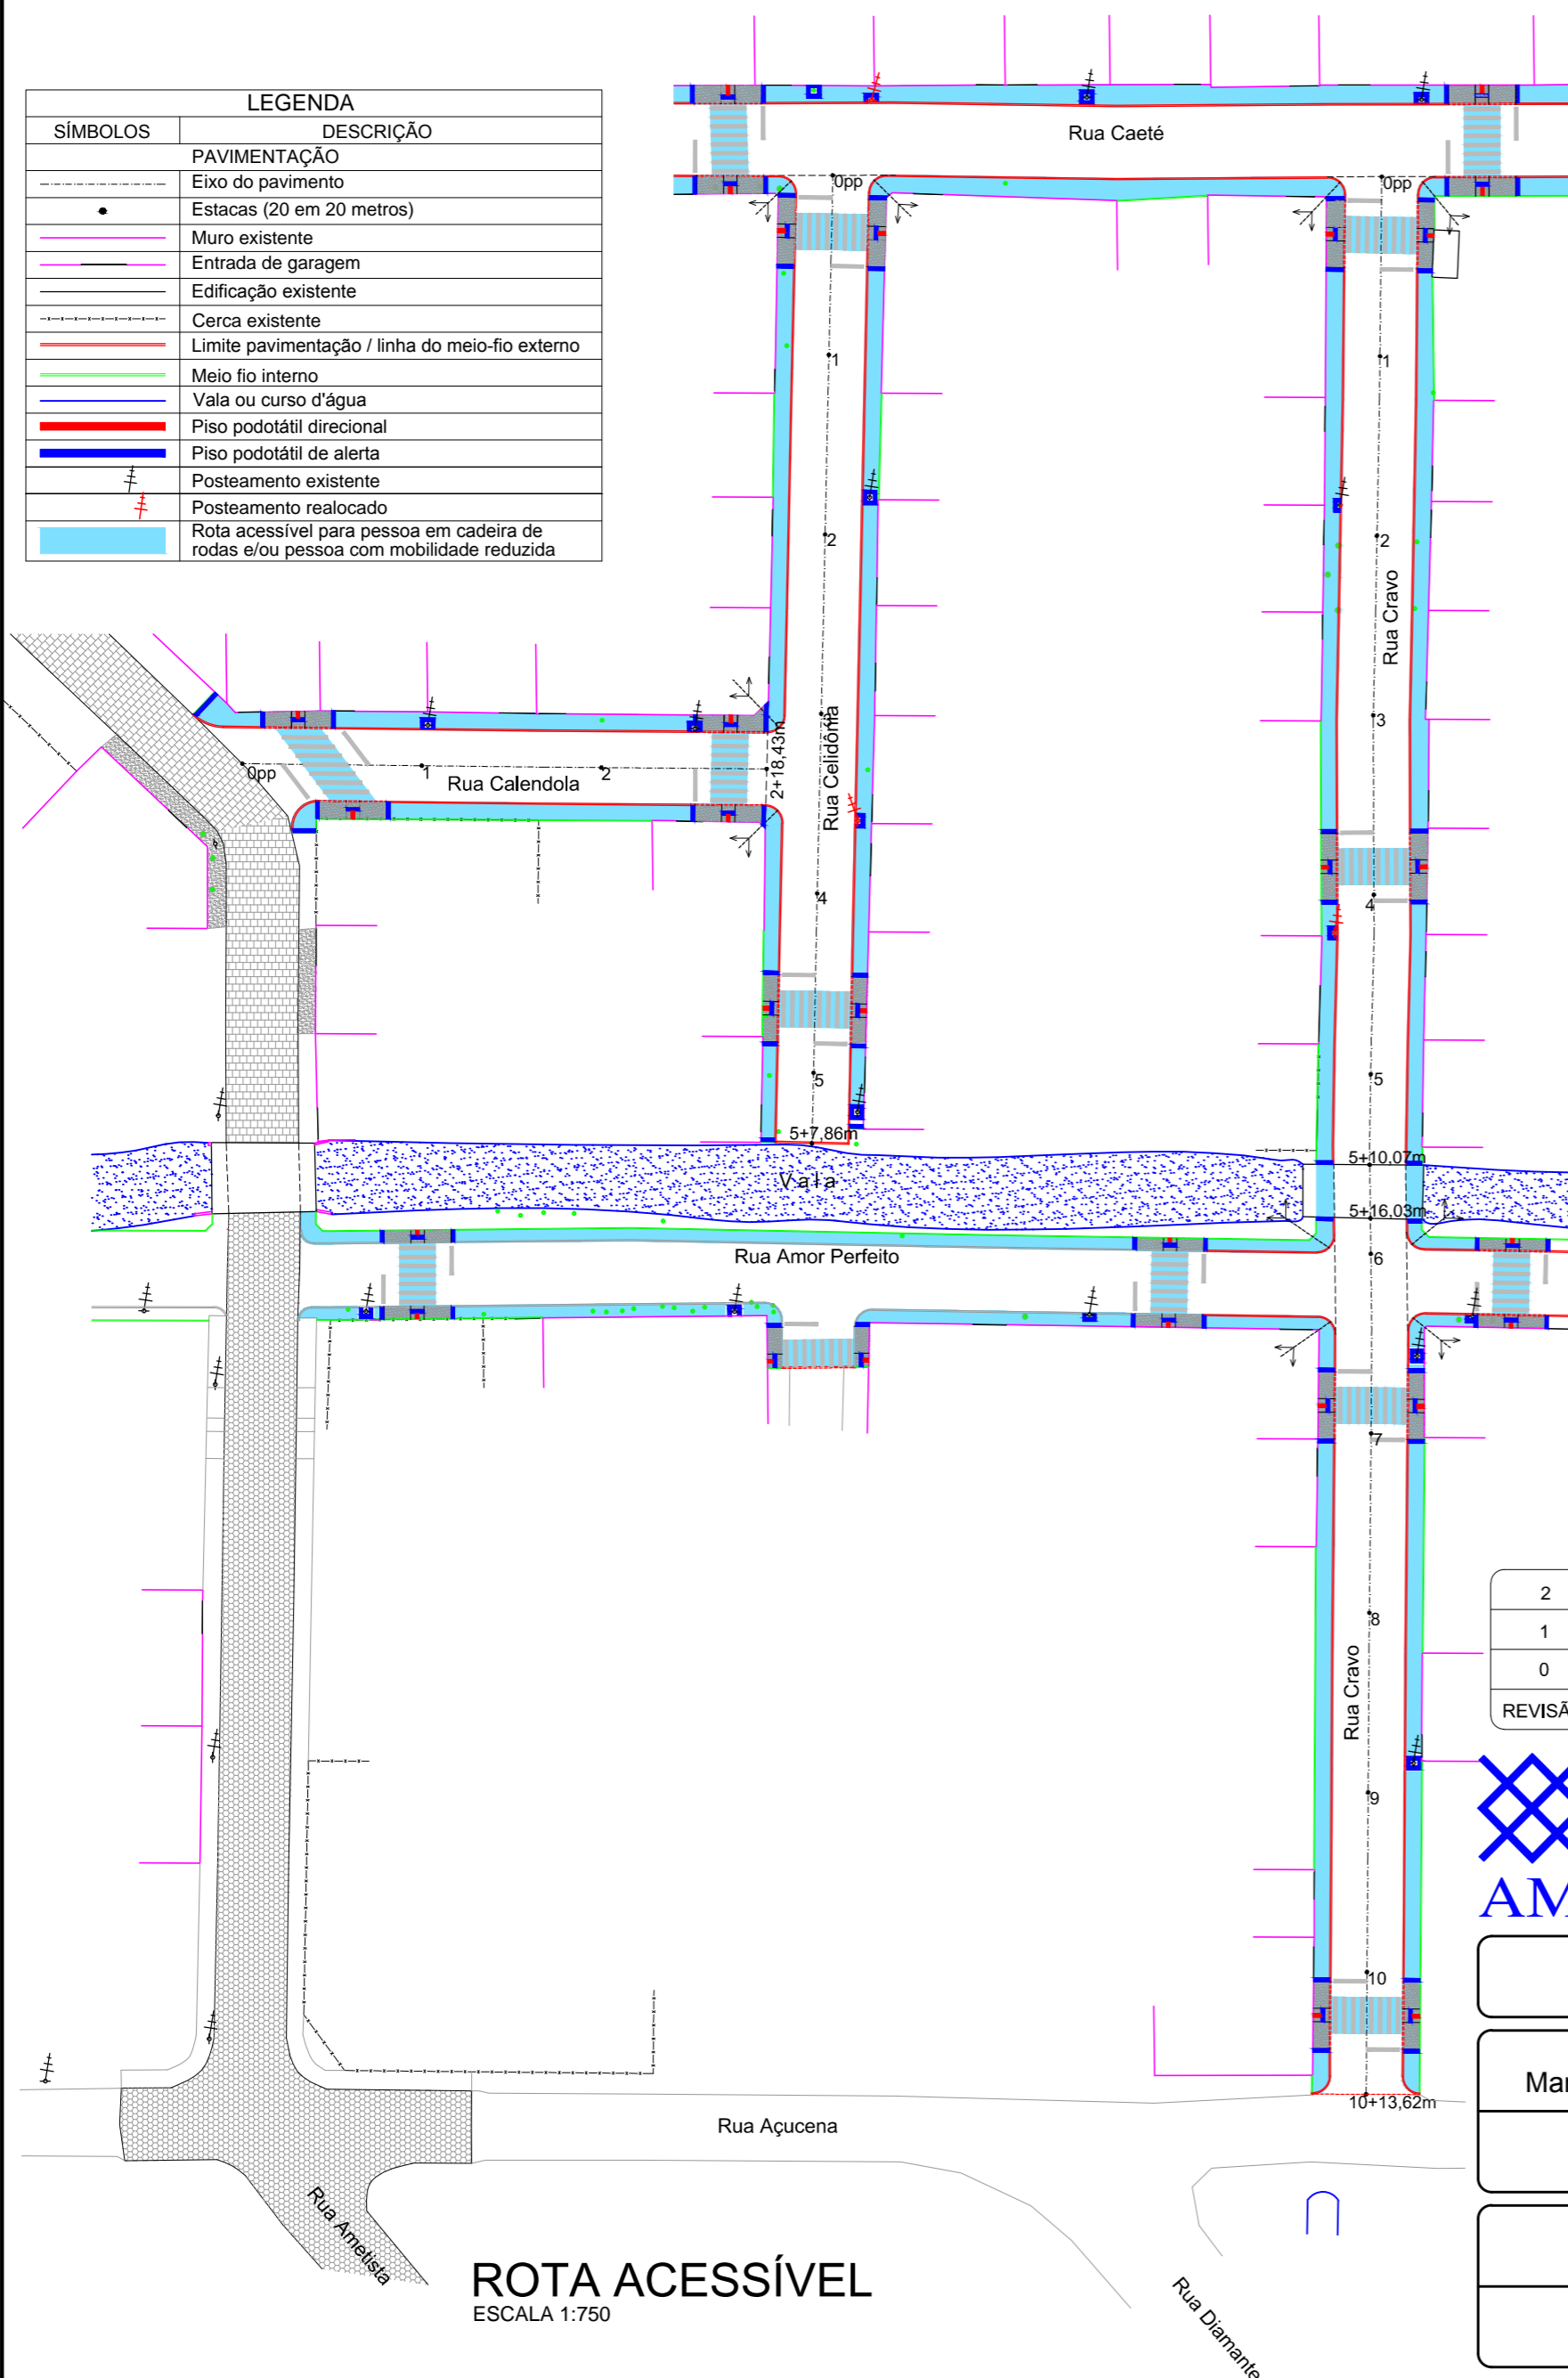 LEGENDA
SÍMBOLOS DESCRIÇÃO
PAVIMENTAÇÃO
Eixo do pavimento
Estacas (20 em 20 metros)
Muro existente
Entrada de garagem
Edificação existente
Cerca existente
Limite pavimentação / linha do meio-fio externo
Meio fio interno
Vala ou curso d'água
Piso podotátil direcional
Piso podotátil de alerta
Posteamento existente
Posteamento realocado
Rota acessível para pessoa em cadeira de
rodas e/ou pessoa com mobilidade reduzida
Rua Caeté
0pp
0pp
1
1
2
2
Rua Cravo
3
Rua Celidônia
2+18,43m
0pp
1
2
Rua Calendola
4
4
5
5
5+7,86m
5+10,07m
Vala
5+16,03m
Rua Amor Perfeito
6
7
8
Rua Cravo
9
10
10+13,62m
2
1
0
REVISÃ
AM
Mar
Rua Açucena
Rua Ametista
Rua Diamante
ROTA ACESSÍVEL
ESCALA 1:750